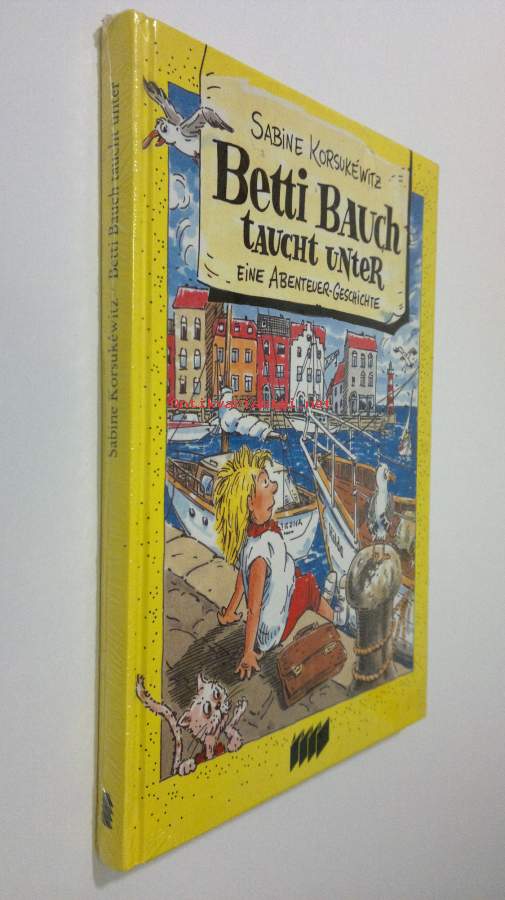 Sabine Korsukéwitz · Betti Bauch taucht unter
SABINE KORSUKÉWITZ
Betti BAUCH
tAUCHT UNteR
EINE ABENTEUER-GESCHICHTE